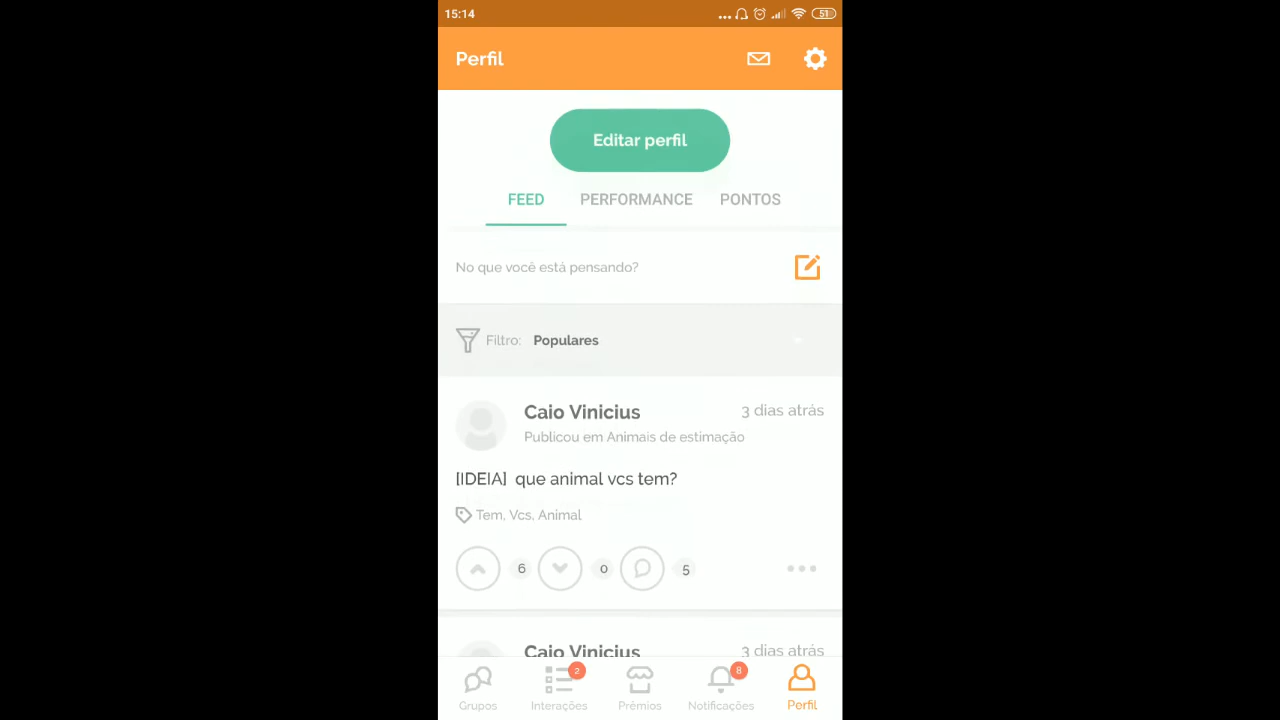 15:14
51
Perfil
Editar perfil
FEED PERFORMANCE PONTOS
No que você está pensando?
Filtro: Populares
Caio Vinicius 3 dias atrás
Publicou em Animais de estimação
[IDEIA] que animal vcs tem?
Tem, Vcs, Animal
6 0 5
Caio Vinicius 3 dias atrás
2 8
Grupos Interações Prêmios Notificações Perfil